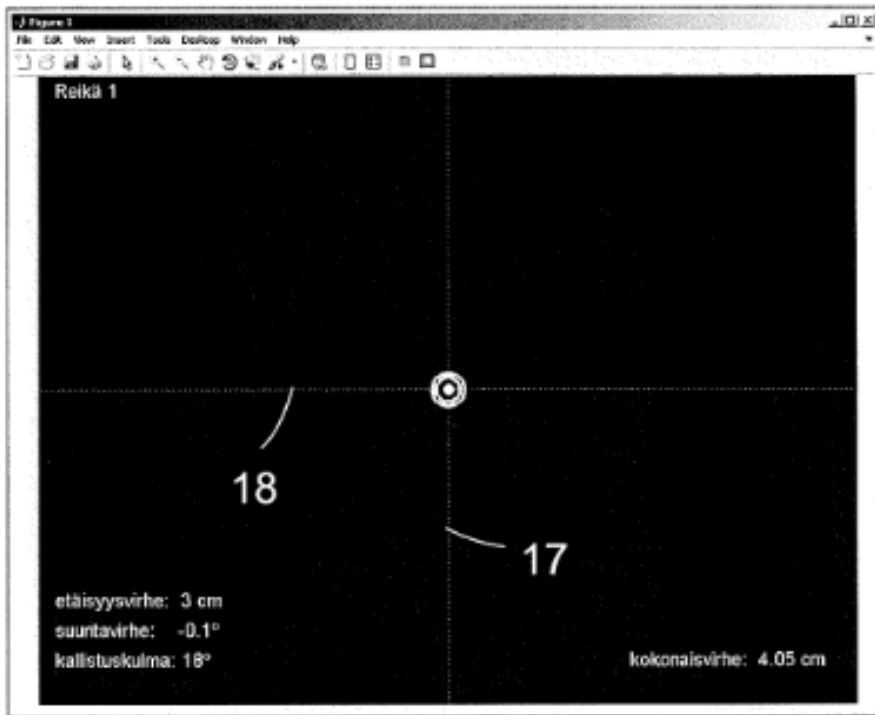 Figure 1
File Edit View Insert Tools Desktop Window Help
Reikä 1
18
17
etäisyysvirhe: 3 cm
suuntavirhe: -0.1°
kallistuskulma: 18°
kokonaisvirhe: 4.05 cm